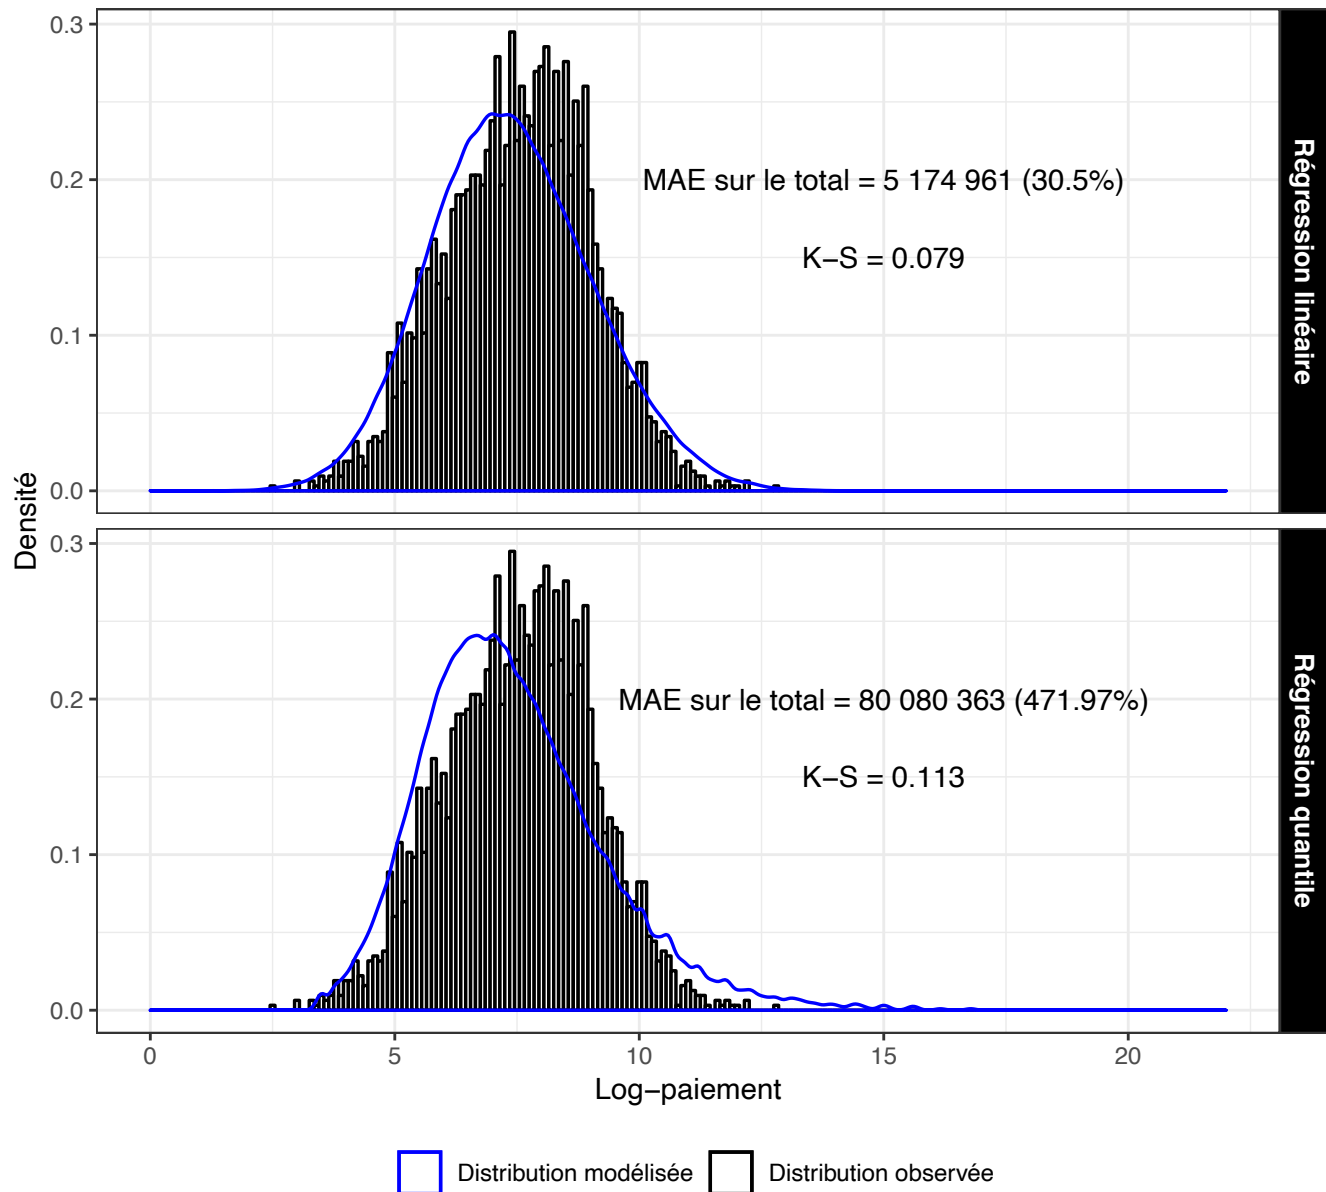 0.3
0.2
0.1
0.0
MAE sur le total = 5 174 961 (30.5%)
K−S = 0.079
Régression linéaire
Densité
0.3
0.2
0.1
0.0
MAE sur le total = 80 080 363 (471.97%)
K−S = 0.113
Régression quantile
0 5 10 15 20
Log−paiement
Distribution modélisée Distribution observée